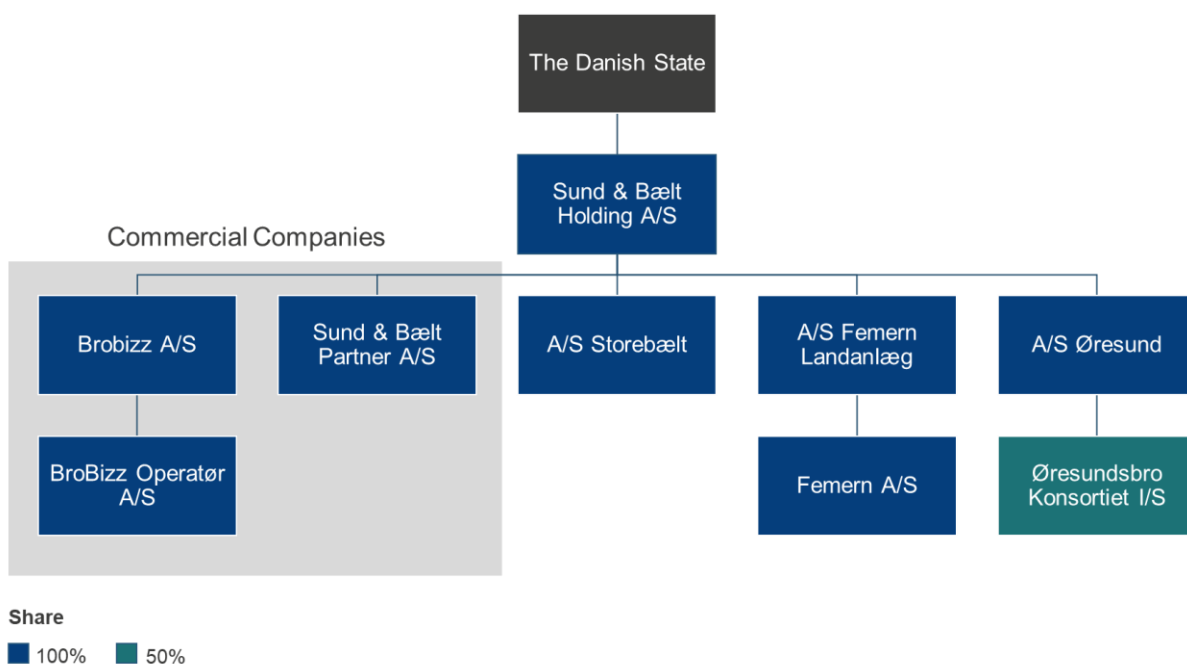 The Danish State
Sund & Bælt
Holding A/S
Commercial Companies
Brobizz A/S
Sund & Bælt
Partner A/S
A/S Storebælt
A/S Femern
Landanlæg
A/S Øresund
BroBizz Operatør
A/S
Femern A/S
Øresundsbro
Konsortiet I/S
Share
100%
50%